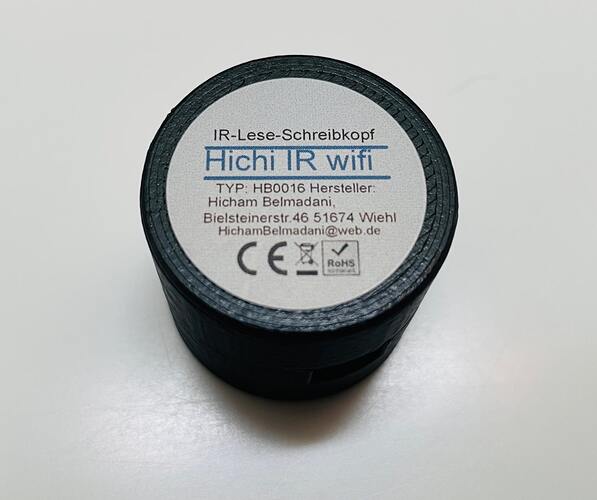 IR-Lese-Schreibkopf
Hichi IR wifi
TYP: HB0016 Hersteller:
Hicham Belmadani,
Bielsteinerstr.46 51674 Wiehl
HichamBelmadani@web.de
CE RoHS